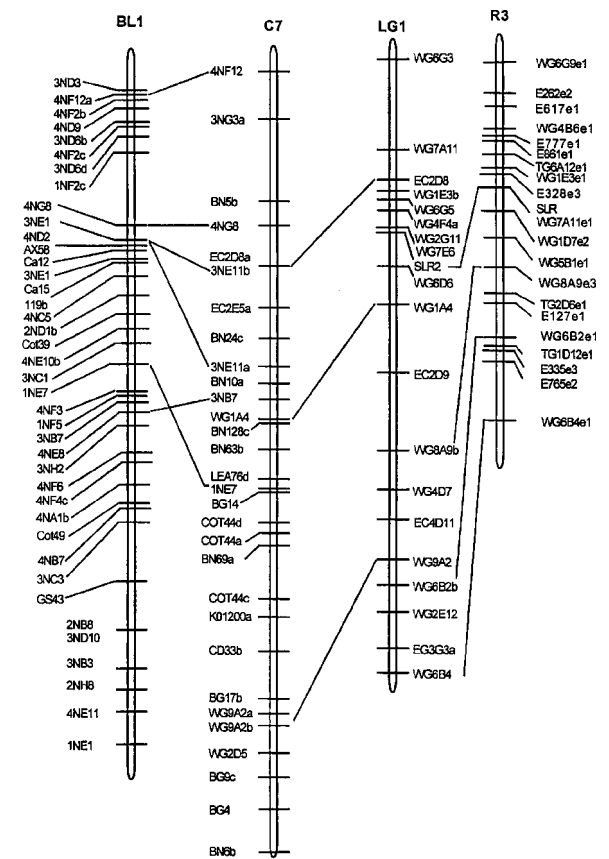 BL1
3ND3
4NF12a
4NF2b
4ND9
3ND6b
4NF2c
3ND6d
1NF2c
4NG8
3NE1
4ND2
AX58
Ca12
3NE1
Ca15
119b
4NC5
2ND1b
Cot39
4NE10b
3NC1
1NE7
4NF3
1NF5
3NB7
4NE8
3NH2
4NF6
4NF4c
4NA1b
Cot49
4NB7
3NC3
GS43
2NB8
3ND10
3NB3
2NH8
4NE11
1NE1
C7
4NF12
3NG3a
BN5b
4NG8
EC2D8a
3NE11b
EC2E5a
BN24c
3NE11a
BN10a
3NB7
WG1A4
BN128c
BN63b
LEA76d
1NE7
BG14
COT44d
COT44a
BN69a
COT44c
K01200a
CD33b
BG17b
WG9A2a
WG9A2b
WG2D5
BG9c
BG4
BN6b
LG1
WG6G3
WG7A11
EC2D8
WG1E3b
WG6G5
WG4F4a
WG2G11
WG7E6
SLR2
WG6D6
WG1A4
EC2D9
WG8A9b
WG4D7
EC4D11
WG9A2
WG6B2b
WG2E12
EG3G3a
WG6B4
R3
WG6G9e1
E262e2
E617e1
WG4B6e1
E777e1
E661e1
TG6A12e1
WG1E3e1
E328e3
SLR
WG7A11e1
WG1D7e2
WG5B1e1
WG8A9e3
TG2D6e1
E127e1
WG6B2e1
TG1D12e1
E335e3
E765e2
WG6B4e1